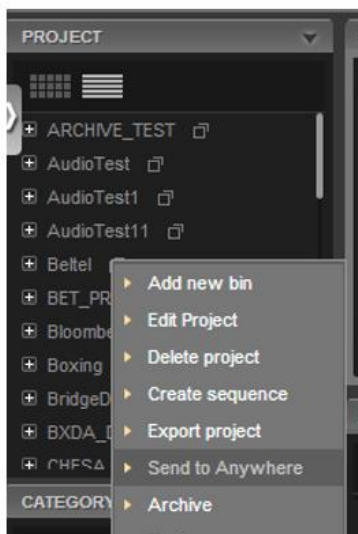 PROJECT
ARCHIVE_TEST
AudioTest
AudioTest1
AudioTest11
Beltel
BET_PR
Bloombe
Boxing
BridgeD
BXDA_D
CHESA
Add new bin
Edit Project
Delete project
Create sequence
Export project
Send to Anywhere
Archive
CATEGORY